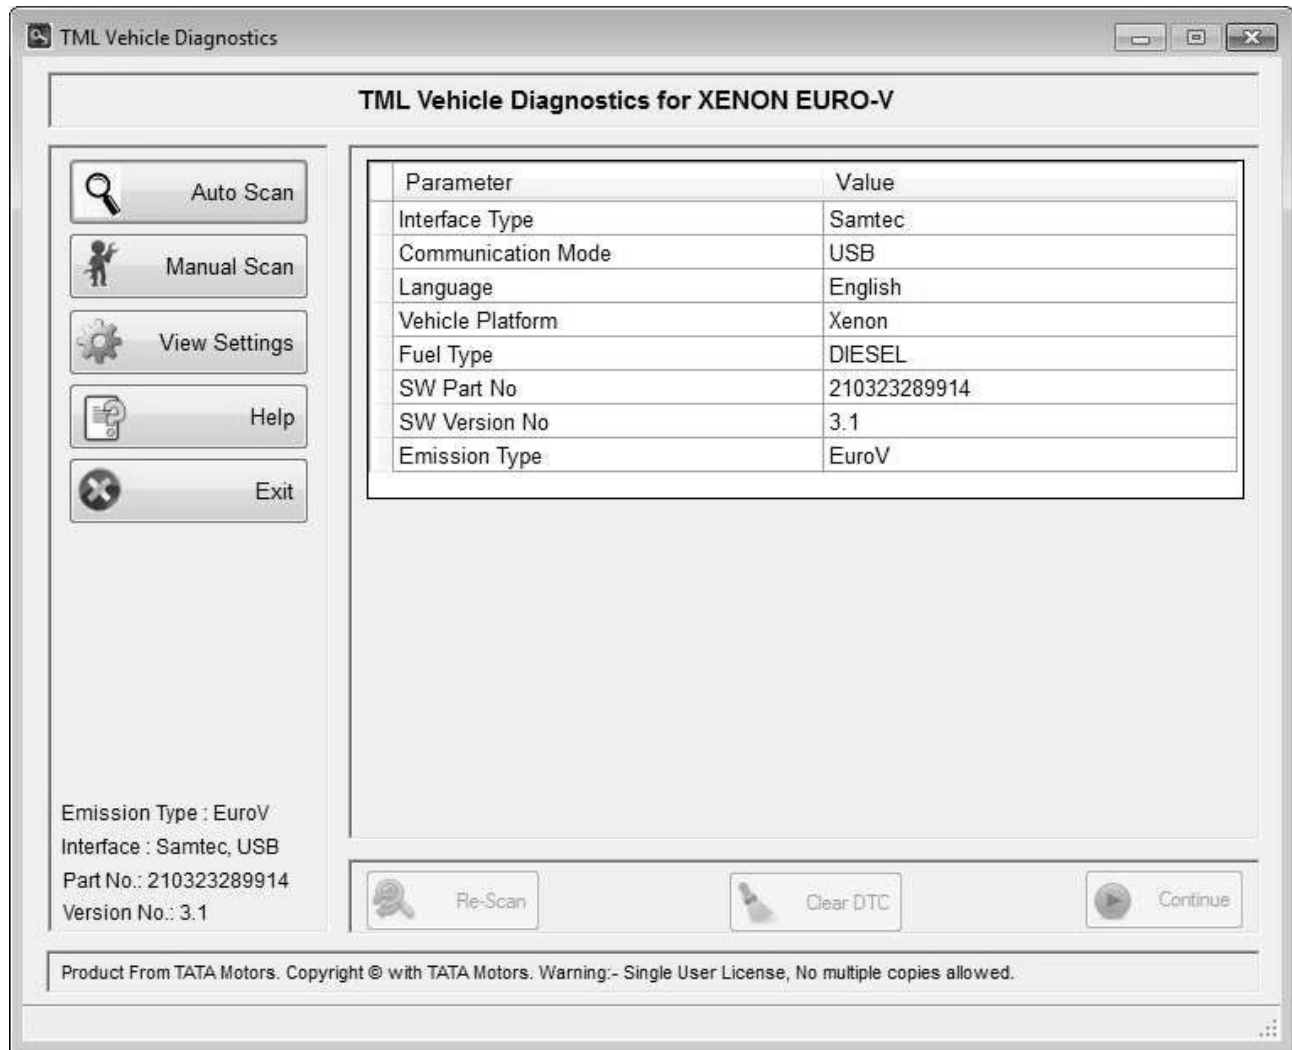 TML Vehicle Diagnostics
TML Vehicle Diagnostics for XENON EURO-V
Auto Scan
Manual Scan
View Settings
Help
Exit
Emission Type : EuroV
Interface : Samtec, USB
Part No.: 210323289914
Version No.: 3.1
Parameter Value
Interface Type Samtec
Communication Mode USB
Language English
Vehicle Platform Xenon
Fuel Type DIESEL
SW Part No 210323289914
SW Version No 3.1
Emission Type EuroV
Re-Scan Clear DTC Continue
Product From TATA Motors. Copyright © with TATA Motors. Warning:- Single User License, No multiple copies allowed.